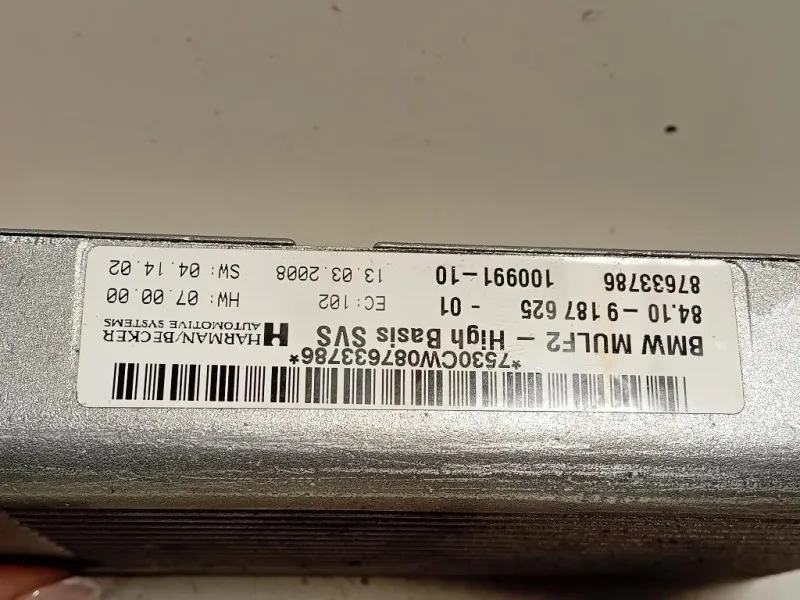 *7530CW087633786*
BMW MULF2 - High Basis SVS
84.10-9 187 625 - 01 EC:102 HW: 07.00.00
87633786 100991-10 13.03.2008 SW: 04.14.02
HARMAN/BECKER
AUTOMOTIVE SYSTEMS